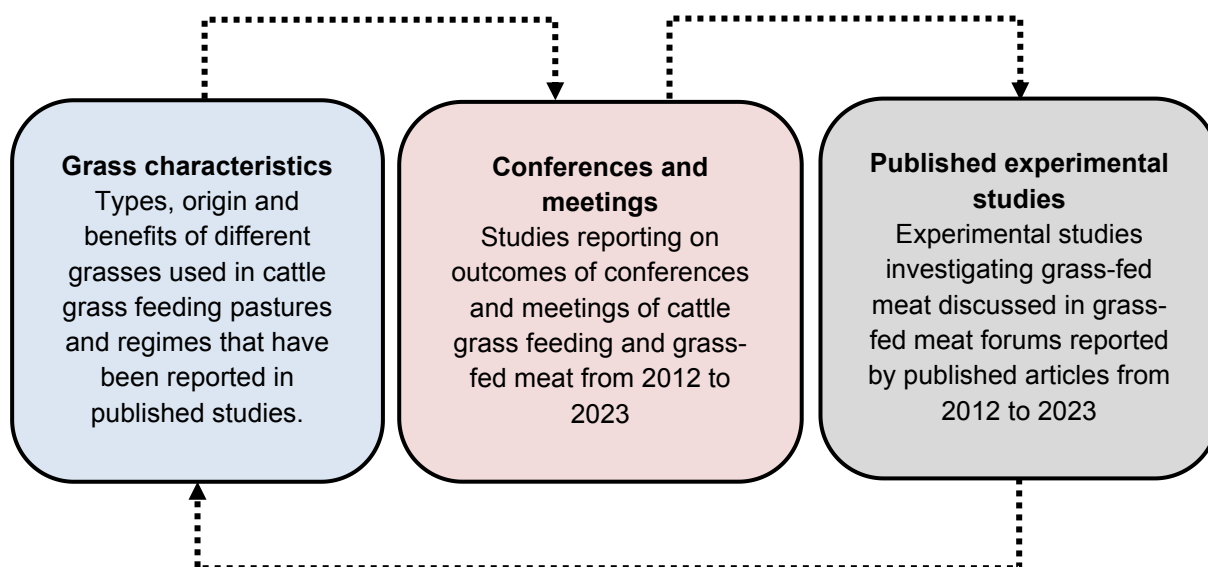 Grass characteristics
Types, origin and
benefits of different
grasses used in cattle
grass feeding pastures
and regimes that have
been reported in
published studies.
Conferences and
meetings
Studies reporting on
outcomes of conferences
and meetings of cattle
grass feeding and grass-
fed meat from 2012 to
2023
Published experimental
studies
Experimental studies
investigating grass-fed
meat discussed in grass-
fed meat forums reported
by published articles from
2012 to 2023